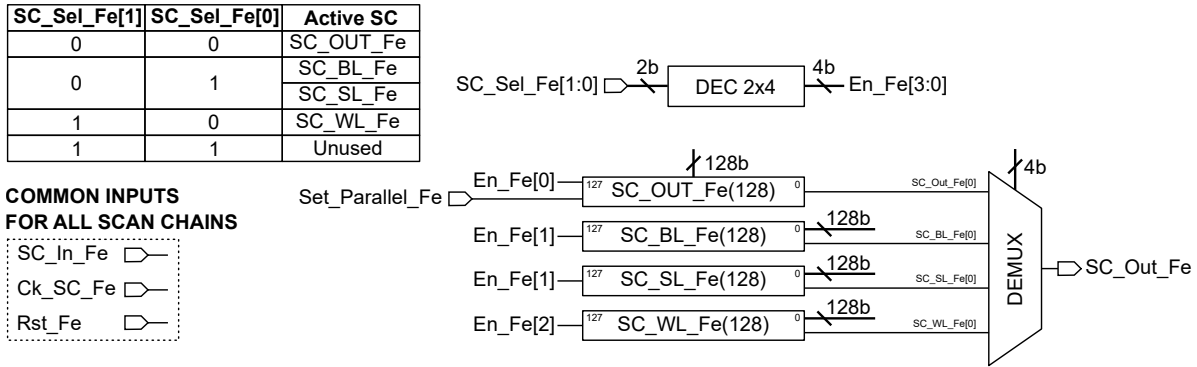 SC_Sel_Fe[1] SC_Sel_Fe[0] Active SC
0 0 SC_OUT_Fe
0 1 SC_BL_Fe
SC_SL_Fe
1 0 SC_WL_Fe
1 1 Unused
SC_Sel_Fe[1:0] 2b DEC 2x4 4b En_Fe[3:0]
COMMON INPUTS
FOR ALL SCAN CHAINS
SC_In_Fe
Ck_SC_Fe
Rst_Fe
128b
4b
Set_Parallel_Fe
En_Fe[0] 127 SC_OUT_Fe(128) 0 SC_Out_Fe[0]
En_Fe[1] 127 SC_BL_Fe(128) 0 128b SC_BL_Fe[0]
En_Fe[1] 127 SC_SL_Fe(128) 0 128b SC_SL_Fe[0]
En_Fe[2] 127 SC_WL_Fe(128) 0 128b SC_WL_Fe[0]
DEMUX
SC_Out_Fe